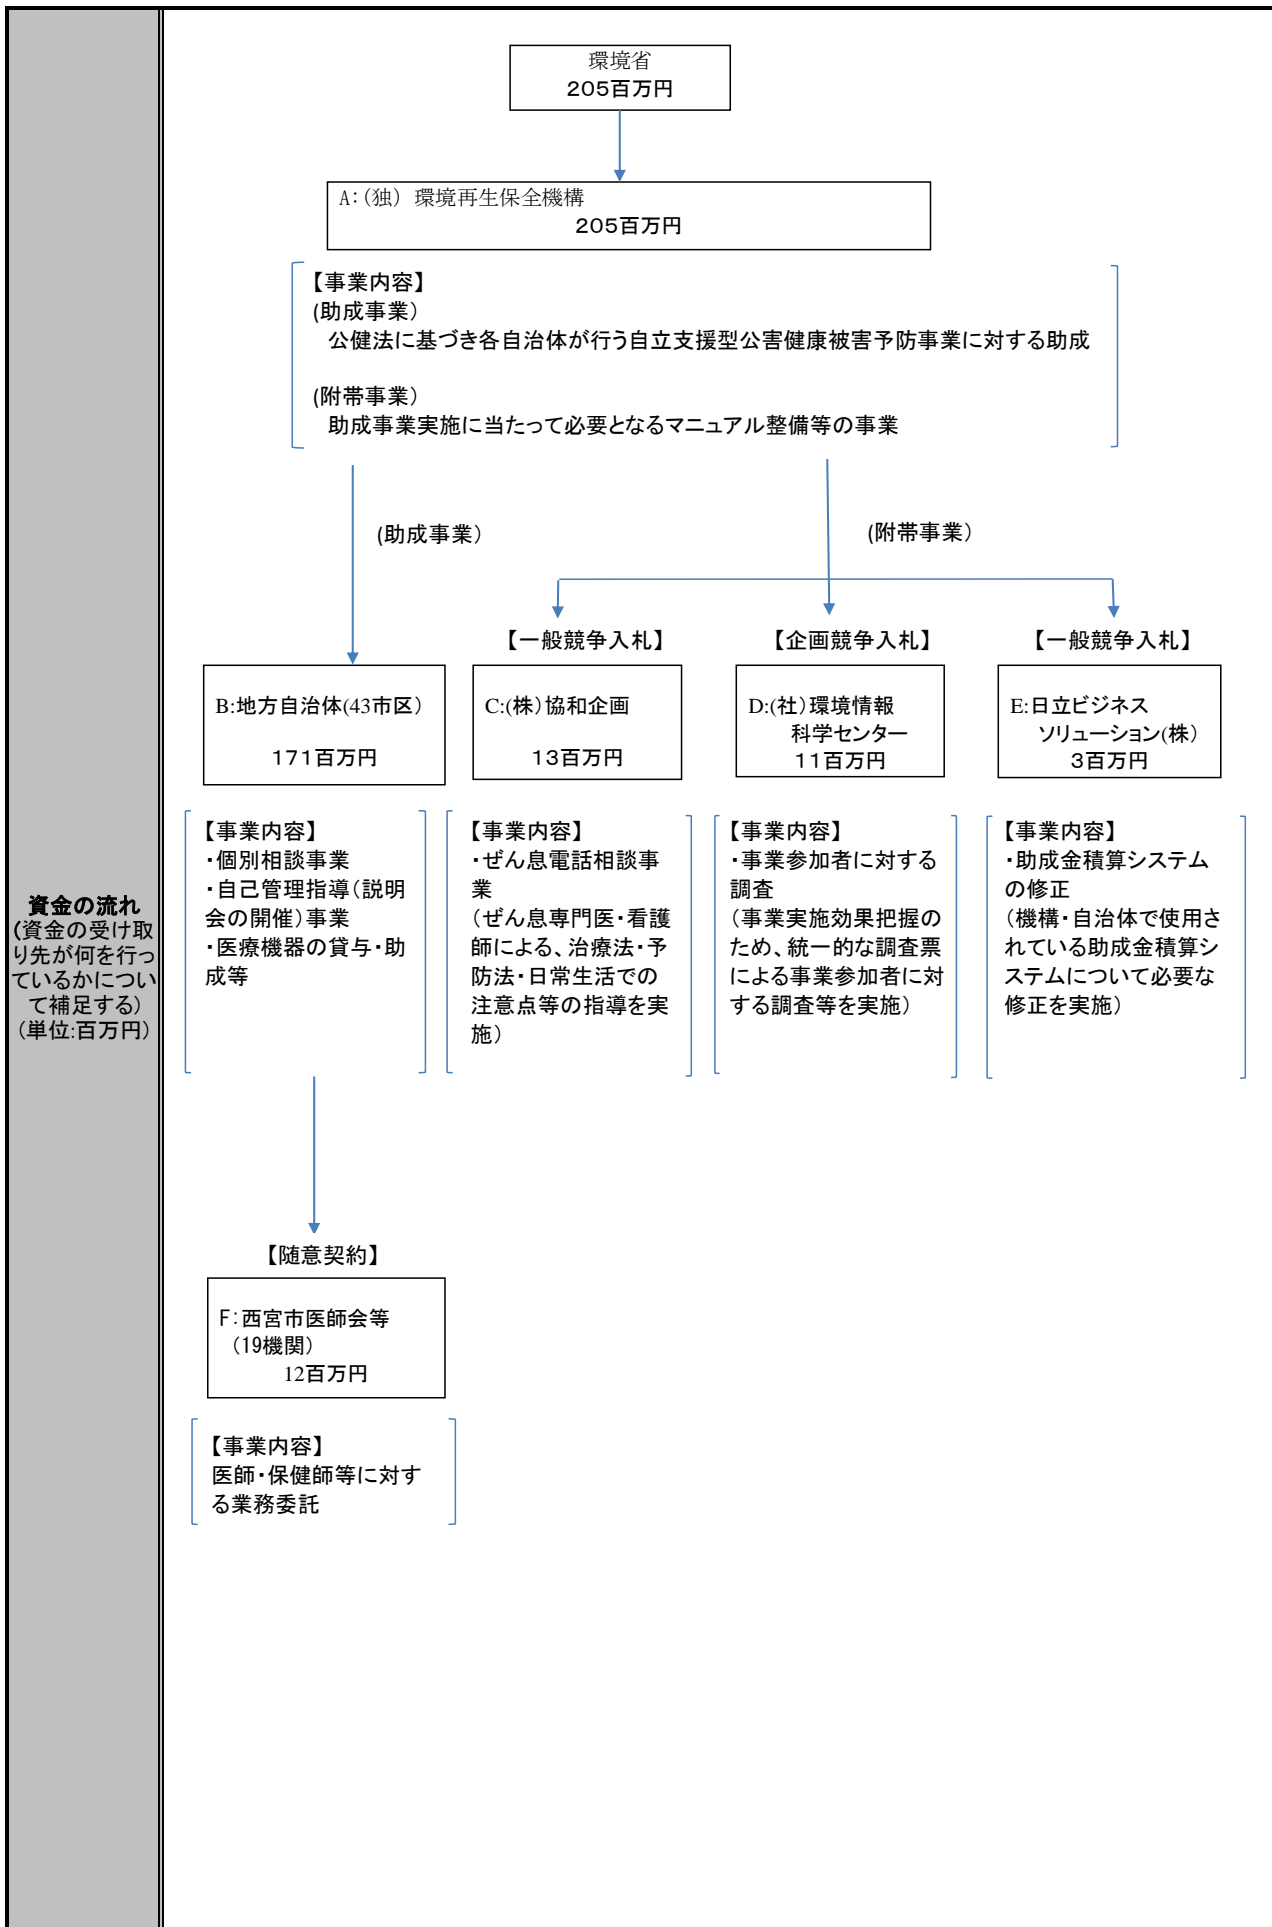 環境省
205百万円
A:(独) 環境再生保全機構
205百万円
【事業内容】
(助成事業)
公健法に基づき各自治体が行う自立支援型公害健康被害予防事業に対する助成
(附帯事業)
助成事業実施に当たって必要となるマニュアル整備等の事業
(助成事業)
(附帯事業)
【一般競争入札】
【企画競争入札】
【一般競争入札】
B:地方自治体(43市区)
171百万円
C:(株)協和企画
13百万円
D:(社)環境情報
科学センター
11百万円
E:日立ビジネス
ソリューション(株)
3百万円
【事業内容】
・個別相談事業
・自己管理指導(説明
会の開催)事業
・医療機器の貸与・助
成等
【事業内容】
・ぜん息電話相談事
業
(ぜん息専門医・看護
師による、治療法・予
防法・日常生活での
注意点等の指導を実
施)
【事業内容】
・事業参加者に対する
調査
(事業実施効果把握の
ため、統一的な調査票
による事業参加者に対
する調査等を実施)
【事業内容】
・助成金積算システム
の修正
(機構・自治体で使用さ
れている助成金積算シ
ステムについて必要な
修正を実施)
資金の流れ
(資金の受け取
り先が何を行っ
ているかについ
て補足する)
(単位:百万円)
【随意契約】
F:西宮市医師会等
(19機関)
12百万円
【事業内容】
医師・保健師等に対す
る業務委託